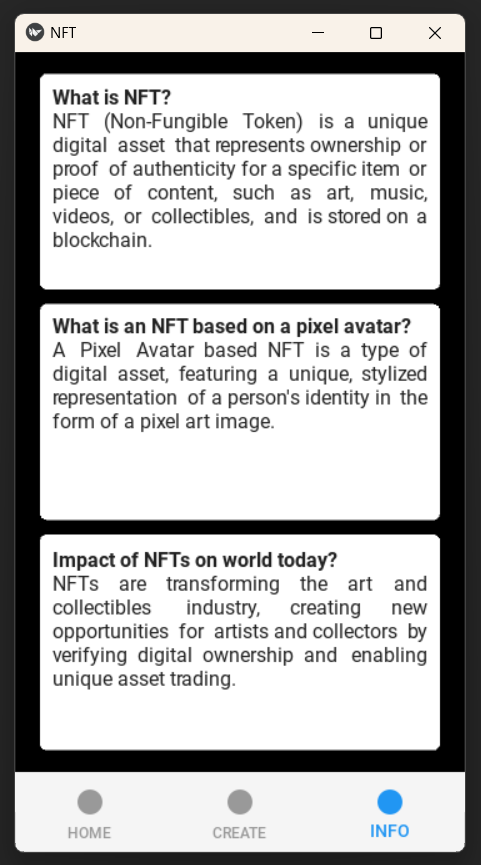 NFT
What is NFT?
NFT (Non-Fungible Token) is a unique
digital asset that represents ownership or
proof of authenticity for a specific item or
piece of content, such as art, music,
videos, or collectibles, and is stored on a
blockchain.
What is an NFT based on a pixel avatar?
A Pixel Avatar based NFT is a type of
digital asset, featuring a unique, stylized
representation of a person's identity in the
form of a pixel art image.
Impact of NFTs on world today?
NFTs are transforming the art and
collectibles industry, creating new
opportunities for artists and collectors by
verifying digital ownership and enabling
unique asset trading.
HOME CREATE INFO